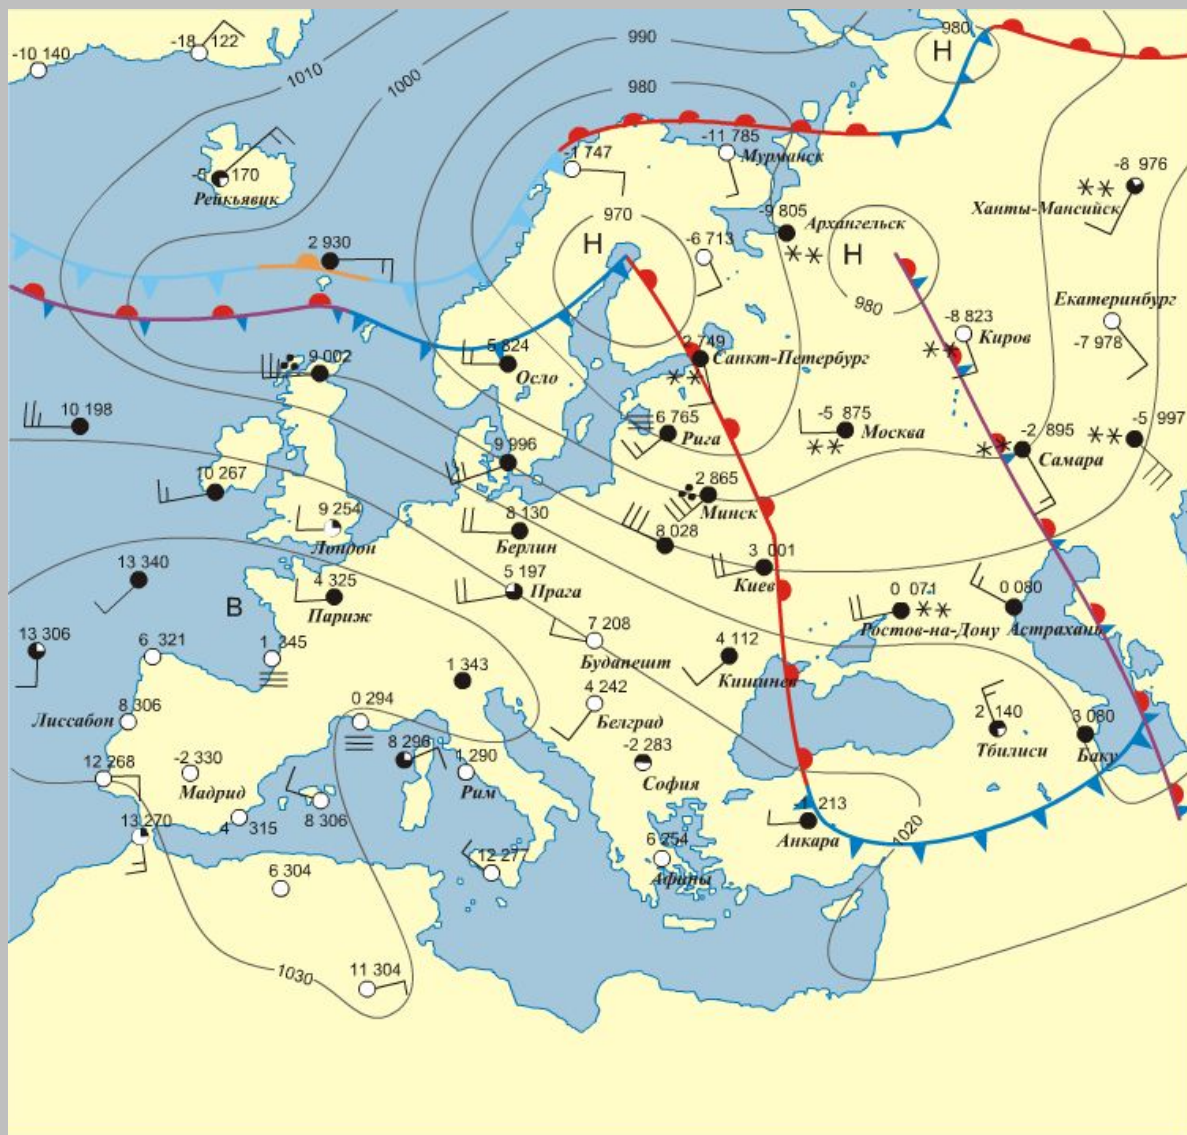 980
990
1010
1000
980
-18 122
-10 140
-11 785
Мурманск
-1 747
Н
-8 976
Ханты-Мансийск
-5 170
Рейкьявик
970
-9 805
Архангельск
Н
-6 713
Н
2 930
980
Екатеринбург
-8 823
Киров
-7 978
5 824
Осло
2 749
Санкт-Петербург
9 002
10 198
6 765
Рига
-5 875
Москва
-2 895
Самара
-5 997
9 996
10 267
2 865
Минск
9 254
Лондон
8 130
Берлин
8 028
3 001
Киев
13 340
4 325
Париж
5 197
Прага
0 071
Ростов-на-Дону
0 080
Астрахань
В
13 306
6 321
1 345
7 208
Будапешт
4 112
Кишинев
1 343
4 242
Белград
Лиссабон
8 306
0 294
2 140
Тбилиси
3 080
Баку
8 296
1 290
Рим
-2 283
София
12 268
-2 330
Мадрид
8 306
4 315
13 270
-1 213
Анкара
1020
6 254
Афины
12 277
6 304
11 304
1030